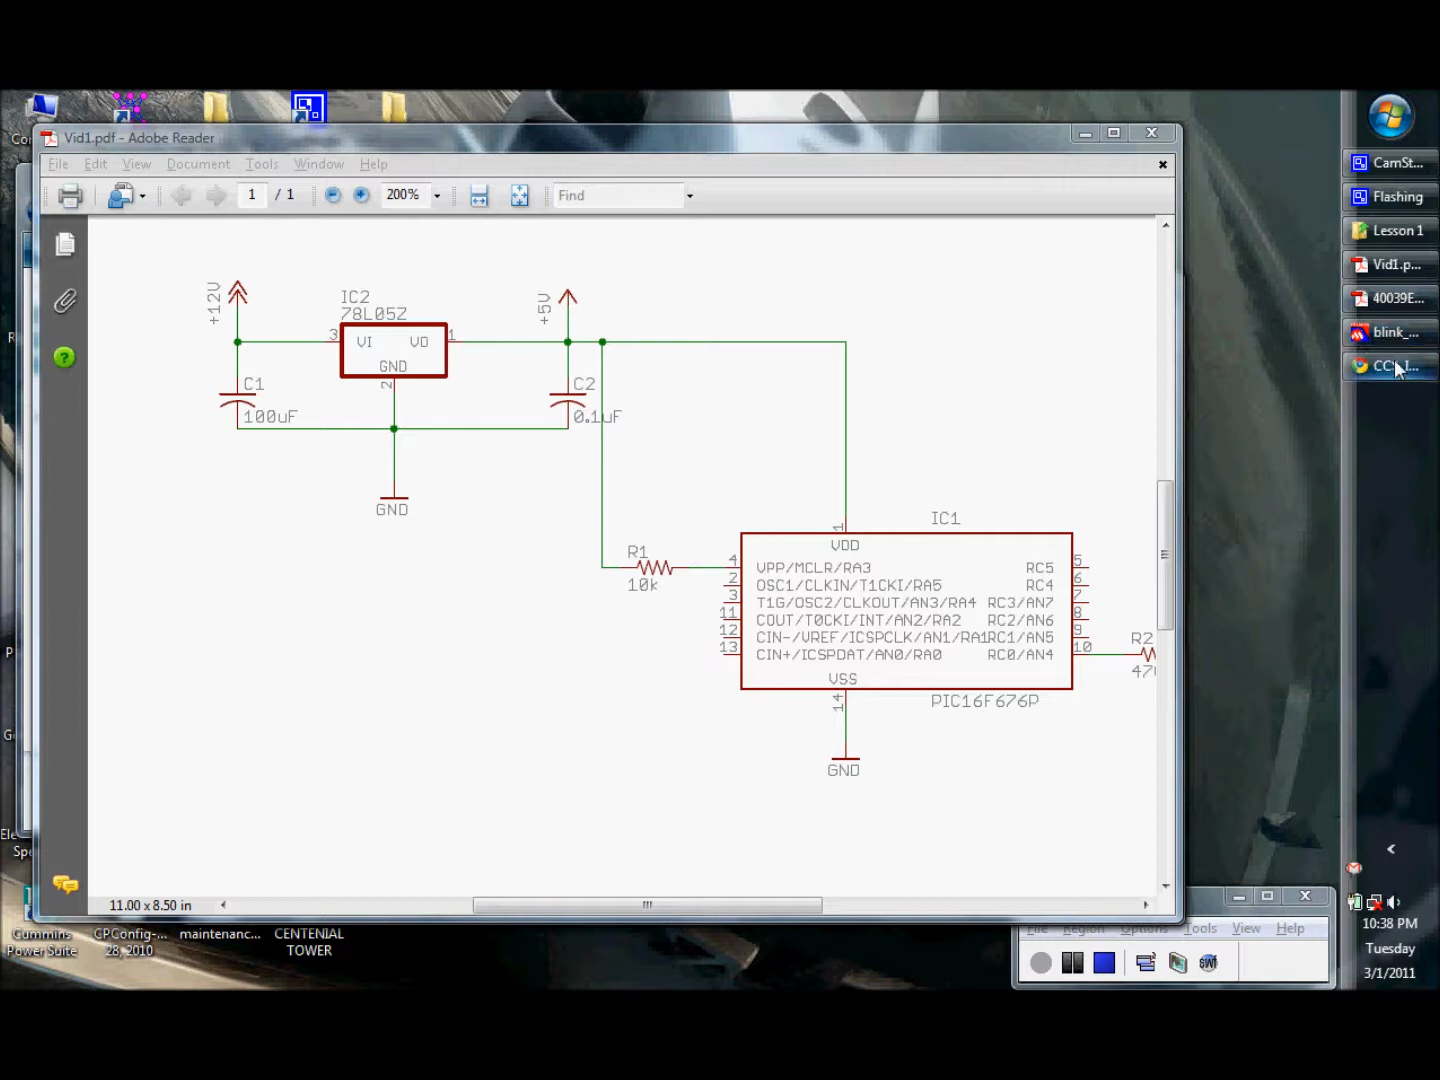 Vid1.pdf - Adobe Reader
File Edit View Document Tools Window Help
1 / 1 200% Find
+12V
IC2
78L05Z
3 VI VO 1
GND
2
+5V
C1
100uF
C2
0.1uF
GND
IC1
1
VDD
R1
10k
4 VPP/MCLR/RA3 RC5 5
2 OSC1/CLKIN/T1CKI/RA5 RC4 6
3 T1G/OSC2/CLKOUT/AN3/RA4 RC3/AN7 7
11 COUT/T0CKI/INT/AN2/RA2 RC2/AN6 8
12 CIN-/VREF/ICSPCLK/AN1/RA1 RC1/AN5 9
13 CIN+/ICSPDAT/AN0/RA0 RC0/AN4 10
R2
VSS
14
PIC16F676P
GND
11.00 x 8.50 in
CamSt...
Flashing
Lesson 1
Vid1.p...
40039E...
blink_...
Cummins
Power Suite
CPConfig-...
28, 2010
maintenanc...
CENTENIAL
TOWER
File Region Options Tools View Help
10:38 PM
Tuesday
3/1/2011